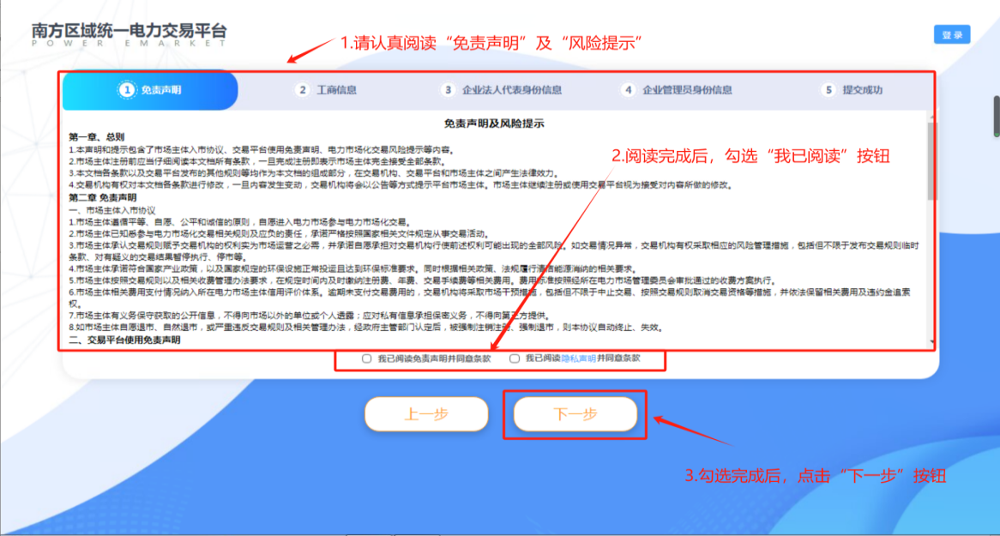 南方区域统一电力交易平台
POWER EMARKET
登录
1.请认真阅读“免责声明”及“风险提示”
1 免责声明
2 工商信息
3 企业法人代表身份信息
4 企业管理员身份信息
5 提交成功
免责声明及风险提示
第一章、总则
1.本声明和提示包含了市场主体入市协议、交易平台使用免责声明、电力市场化交易风险提示等内容。
2.市场主体注册前应当仔细阅读本文档所有条款，一旦完成注册即表示市场主体完全接受全部条款。
2.阅读完成后，勾选“我已阅读”按钮
3.本文档各条款以及交易平台发布的其他规则等均作为本文档的组成部分，在交易机构、交易平台和市场主体之间产生法律效力。
4.交易机构有权对本文档各条款进行修改，一旦内容发生变动，交易机构将会以公告等方式提示平台市场主体。市场主体继续注册或使用交易平台视为接受对内容所做的修改。
第二章 免责声明
一、市场主体入市协议
1.市场主体遵循平等、自愿、公平和诚信的原则，自愿进入电力市场参与电力市场化交易。
2.市场主体已知悉参与电力市场化交易相关规则及应负的责任，承诺严格按照国家相关文件规定从事交易活动。
3.市场主体承认交易规则赋予交易机构的权利实为市场运营之必需，并承诺自愿承担对交易机构行使前述权利可能出现的全部风险。如交易情况异常，交易机构有权采取相应的风险管理措施，包括但不限于发布交易规则临时
条款、对有疑义的交易结果暂停执行、停市等。
4.市场主体承诺符合国家产业政策，以及国家规定的环保设施正常投运且达到环保标准要求。同时根据相关政策、法规履行清洁能源消纳的相关要求。
5.市场主体按照交易规则以及相关收费管理办法要求，在规定时间内及时缴纳注册费、年费、交易手续费等相关费用。费用标准按照经所在电力市场管理委员会审批通过的收费方案执行。
6.市场主体相关费用支付情况纳入所在电力市场主体信用评价体系。逾期未支付交易费用的，交易机构将采取市场干预措施，包括但不限于中止交易、按照交易规则取消交易资格等措施，并依法保留相关费用及违约金追索
权。
7.市场主体有义务保守获取的公开信息，不得向市场以外的单位或个人透露；应对私有信息承担保密义务，不得向第三方提供。
8.如市场主体自愿退市、自然退市，或严重违反交易规则及相关管理办法，经政府主管部门认定后，被强制注销注册、强制退市，则本协议自动终止、失效。
二、交易平台使用免责声明
我已阅读免责声明并同意条款 我已阅读隐私声明并同意条款
上一步
下一步
3.勾选完成后，点击“下一步”按钮